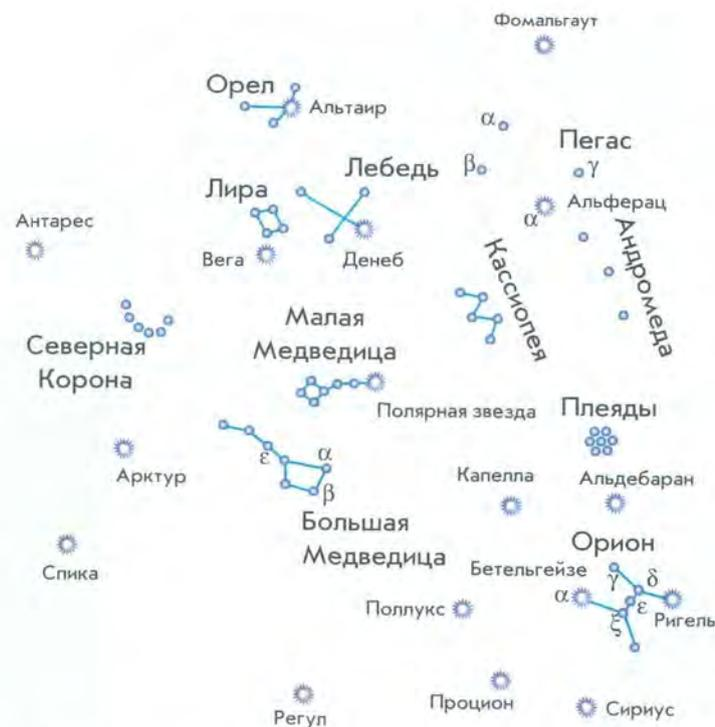 Фомальгаут
Орел
Альтаир
α
Пегас
β
γ
Лебедь
Лира
α
Альферац
Антарес
Вега
Денеб
Кассиопея
Андромеда
Малая
Медведица
Северная
Корона
Полярная звезда
Плеяды
ε
α
β
Арктур
Капелла
Альдебаран
Большая
Медведица
Орион
Спика
Бетельгейзе
γ
δ
α
ε
ξ
Ригель
Поллукс
Регул
Процион
Сириус